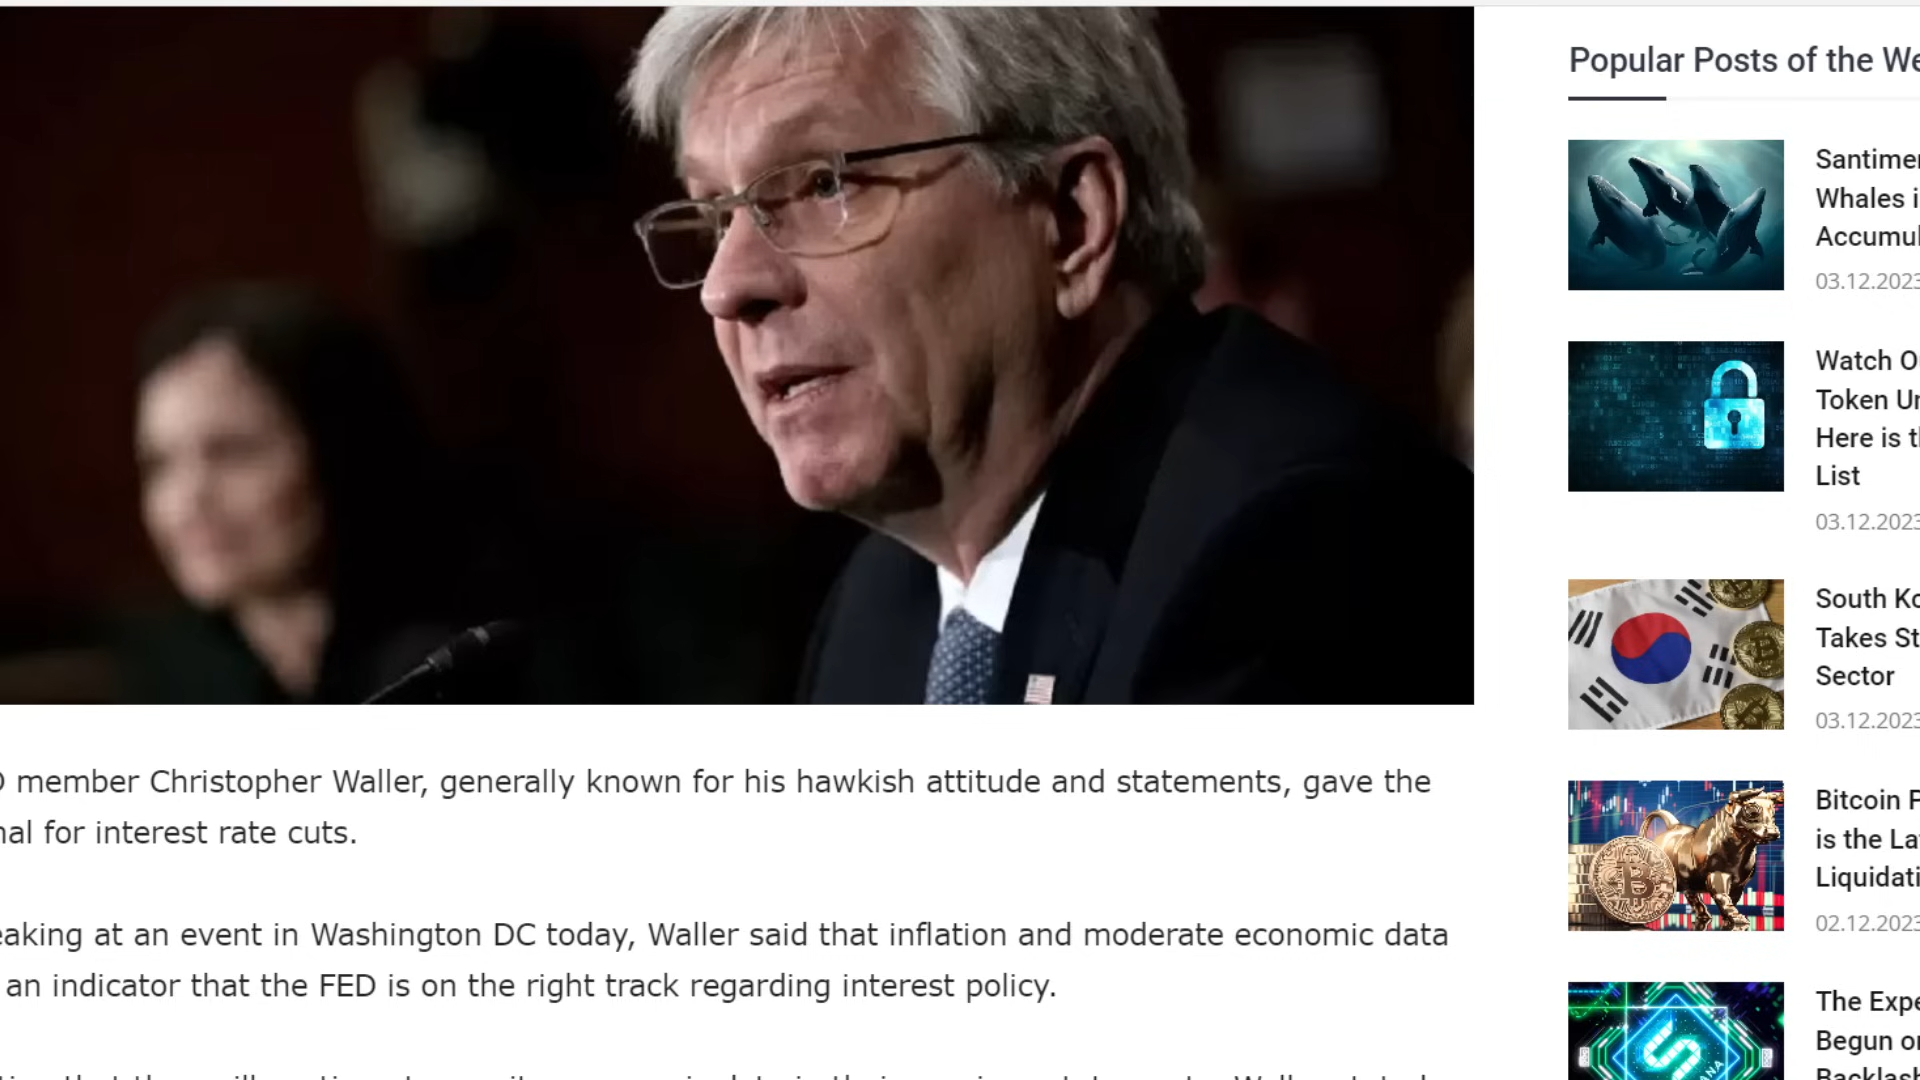 Popular Posts of the We
Santimen
Whales i
Accumul
03.12.2023
Watch O
Token Un
Here is t
List
03.12.2023
South Ko
Takes St
Sector
03.12.2023
Bitcoin P
is the La
Liquidati
02.12.2023
The Expe
Begun o
Backlash
member Christopher Waller, generally known for his hawkish attitude and statements, gave the
nal for interest rate cuts.
eaking at an event in Washington DC today, Waller said that inflation and moderate economic data
an indicator that the FED is on the right track regarding interest policy.